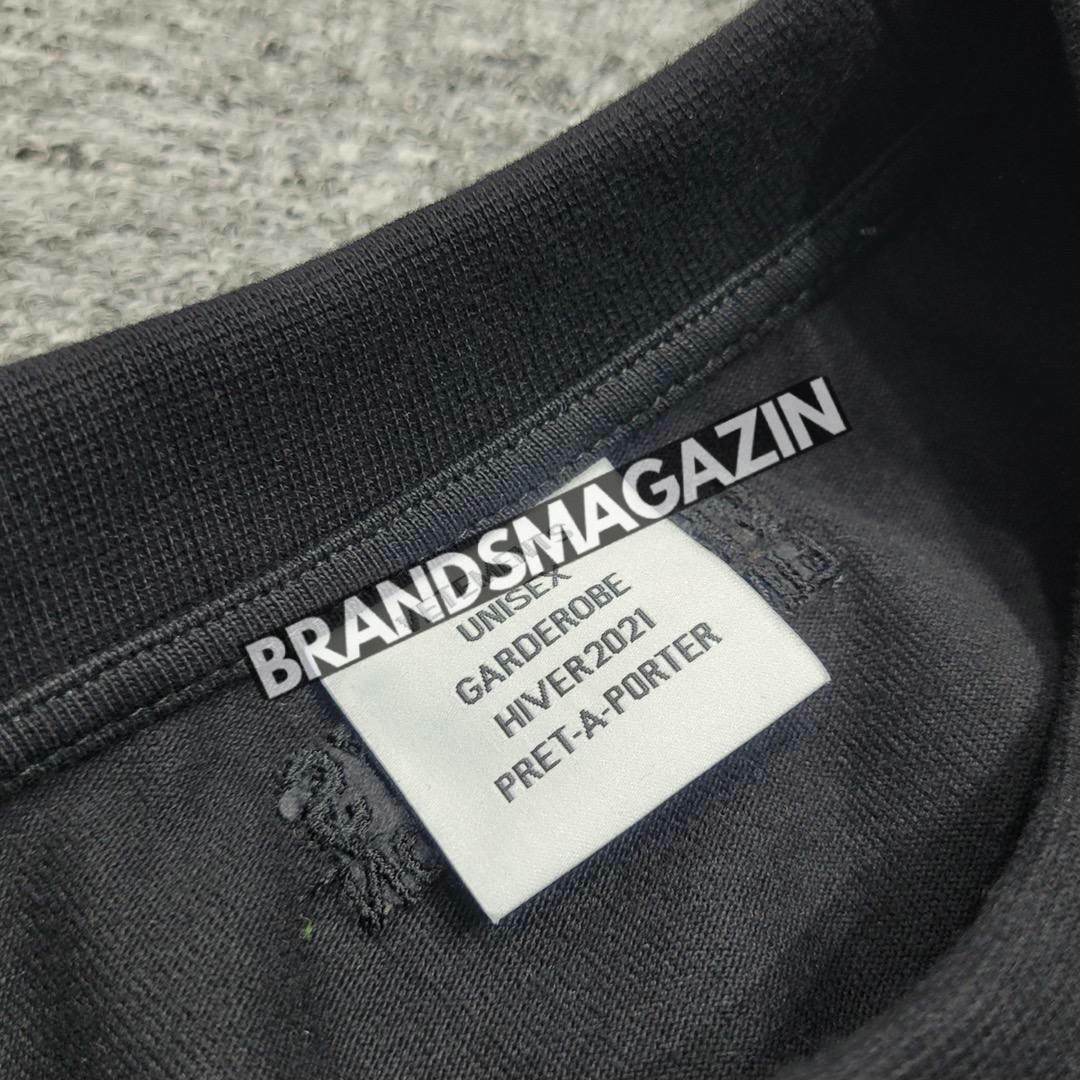 BRANDSMAGAZIN
UNISEX
GARDEROBE
HIVER2021
PRET-A-PORTER